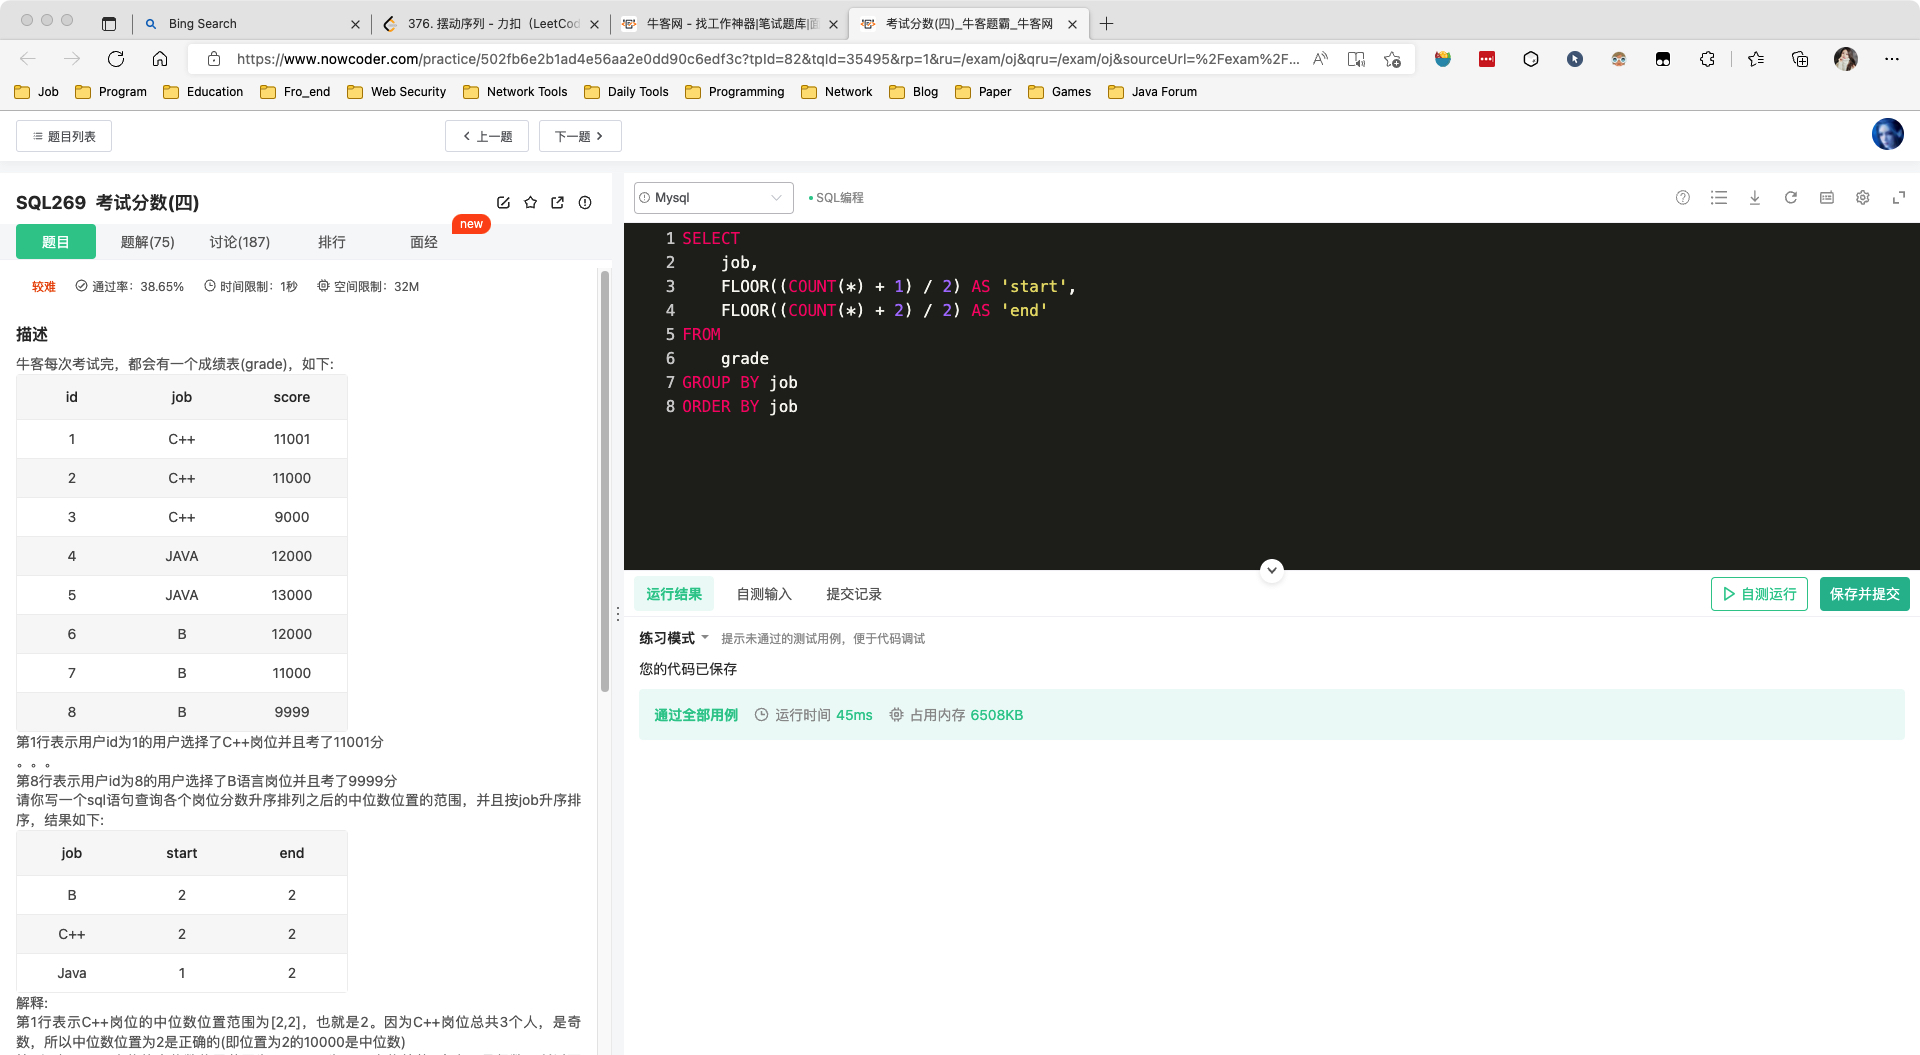 Bing Search
376. 摆动序列 - 力扣 (LeetCod
牛客网 - 找工作神器|笔试题库|面
考试分数(四)_牛客题霸_牛客网
https://www.nowcoder.com/practice/502fb6e2b1ad4e56aa2e0dd90c6edf3c?tpId=82&tqId=35495&rp=1&ru=/exam/oj&qru=/exam/oj&sourceUrl=%2Fexam%2F...
Job Program Education Fro_end Web Security Network Tools Daily Tools Programming Network Blog Paper Games Java Forum
题目列表 上一题 下一题
SQL269 考试分数(四)
new
题目 题解(75) 讨论(187) 排行 面经
较难 通过率：38.65% 时间限制：1秒 空间限制：32M
描述
牛客每次考试完，都会有一个成绩表(grade)，如下:
id job score
1 C++ 11001
2 C++ 11000
3 C++ 9000
4 JAVA 12000
5 JAVA 13000
6 B 12000
7 B 11000
8 B 9999
第1行表示用户id为1的用户选择了C++岗位并且考了11001分
。。。
第8行表示用户id为8的用户选择了B语言岗位并且考了9999分
请你写一个sql语句查询各个岗位分数升序排列之后的中位数位置的范围，并且按job升序排
序，结果如下:
job start end
B 2 2
C++ 2 2
Java 1 2
解释:
第1行表示C++岗位的中位数位置范围为[2,2]，也就是2。因为C++岗位总共3个人，是奇
数，所以中位数位置为2是正确的(即位置为2的10000是中位数)
Mysql
SQL编程
1 SELECT
2 job,
3 FLOOR((COUNT(*) + 1) / 2) AS 'start',
4 FLOOR((COUNT(*) + 2) / 2) AS 'end'
5 FROM
6 grade
7 GROUP BY job
8 ORDER BY job
运行结果 自测输入 提交记录 自测运行 保存并提交
练习模式 提示未通过的测试用例，便于代码调试
您的代码已保存
通过全部用例 运行时间 45ms 占用内存 6508KB